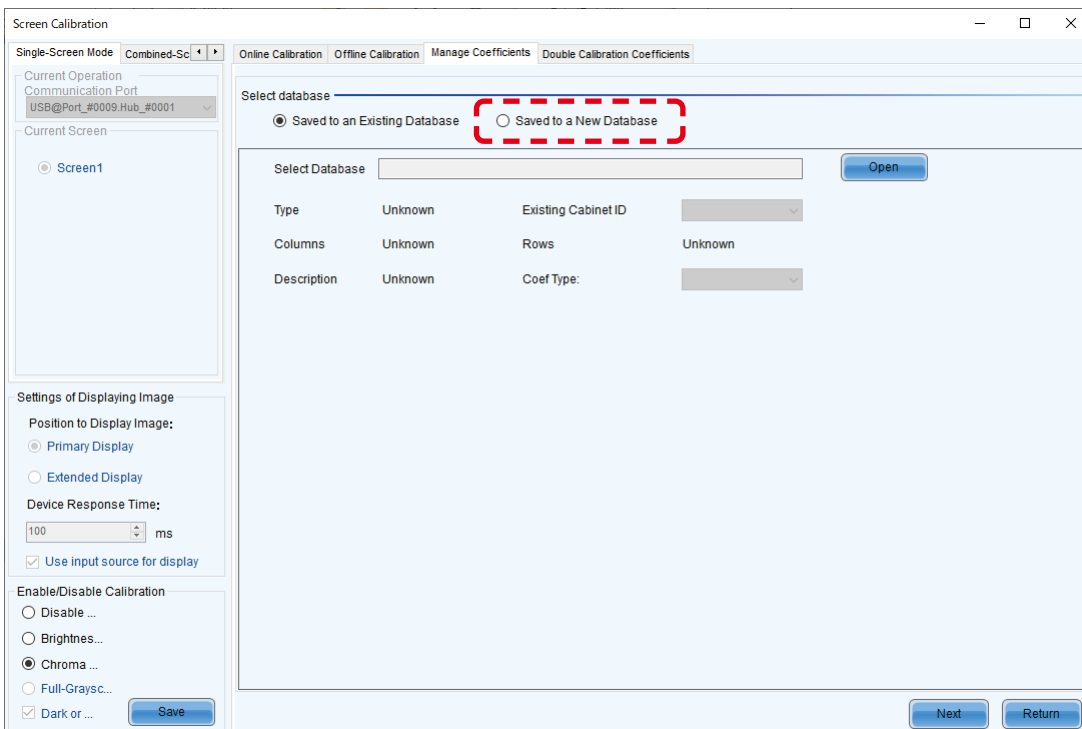 Screen Calibration
Single-Screen Mode Combined-Sc
Current Operation
Communication Port
USB@Port_#0009.Hub_#0001
Current Screen
Screen1
Settings of Displaying Image
Position to Display Image:
Primary Display
Extended Display
Device Response Time:
100 ms
Use input source for display
Enable/Disable Calibration
Disable ...
Brightnes...
Chroma ...
Full-Graysc...
Dark or ... Save
Online Calibration Offline Calibration Manage Coefficients Double Calibration Coefficients
Select database
Saved to an Existing Database Saved to a New Database
Select Database Open
Type Unknown Existing Cabinet ID
Columns Unknown Rows Unknown
Description Unknown Coef Type:
Next Return